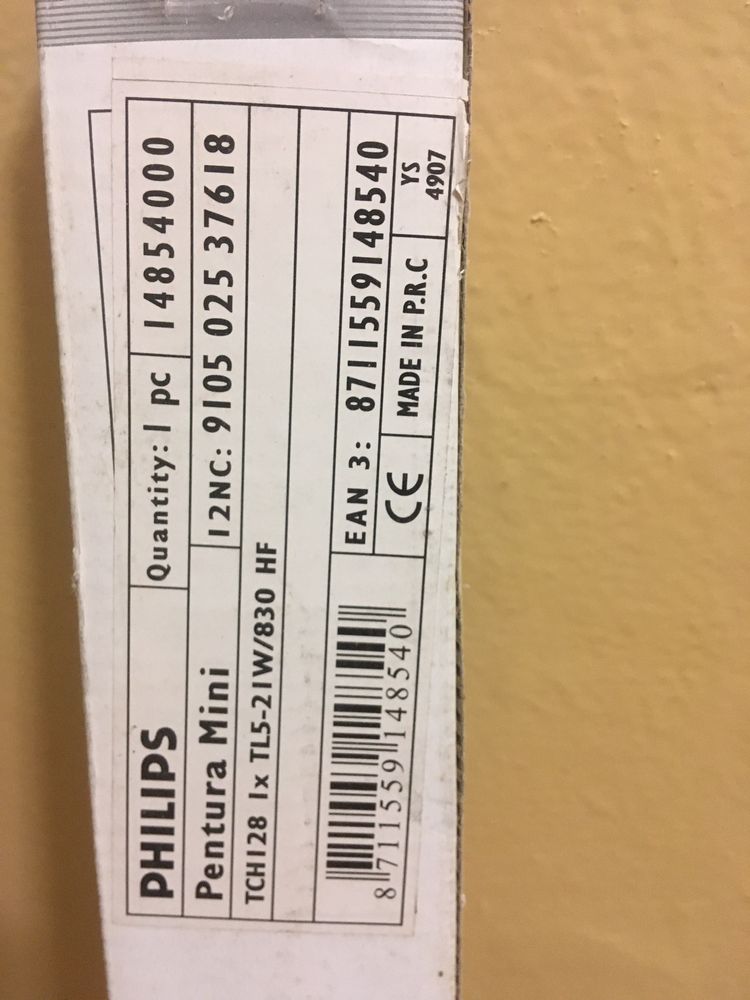 PHILIPS Quantity: 1 pc 14854000
Pentura Mini 12NC: 9105 025 37618
TCH128 1x TL5-21W/830 HF
EAN 3: 8711559148540
CE MADE IN P.R.C YS
4907
8 711559 148540